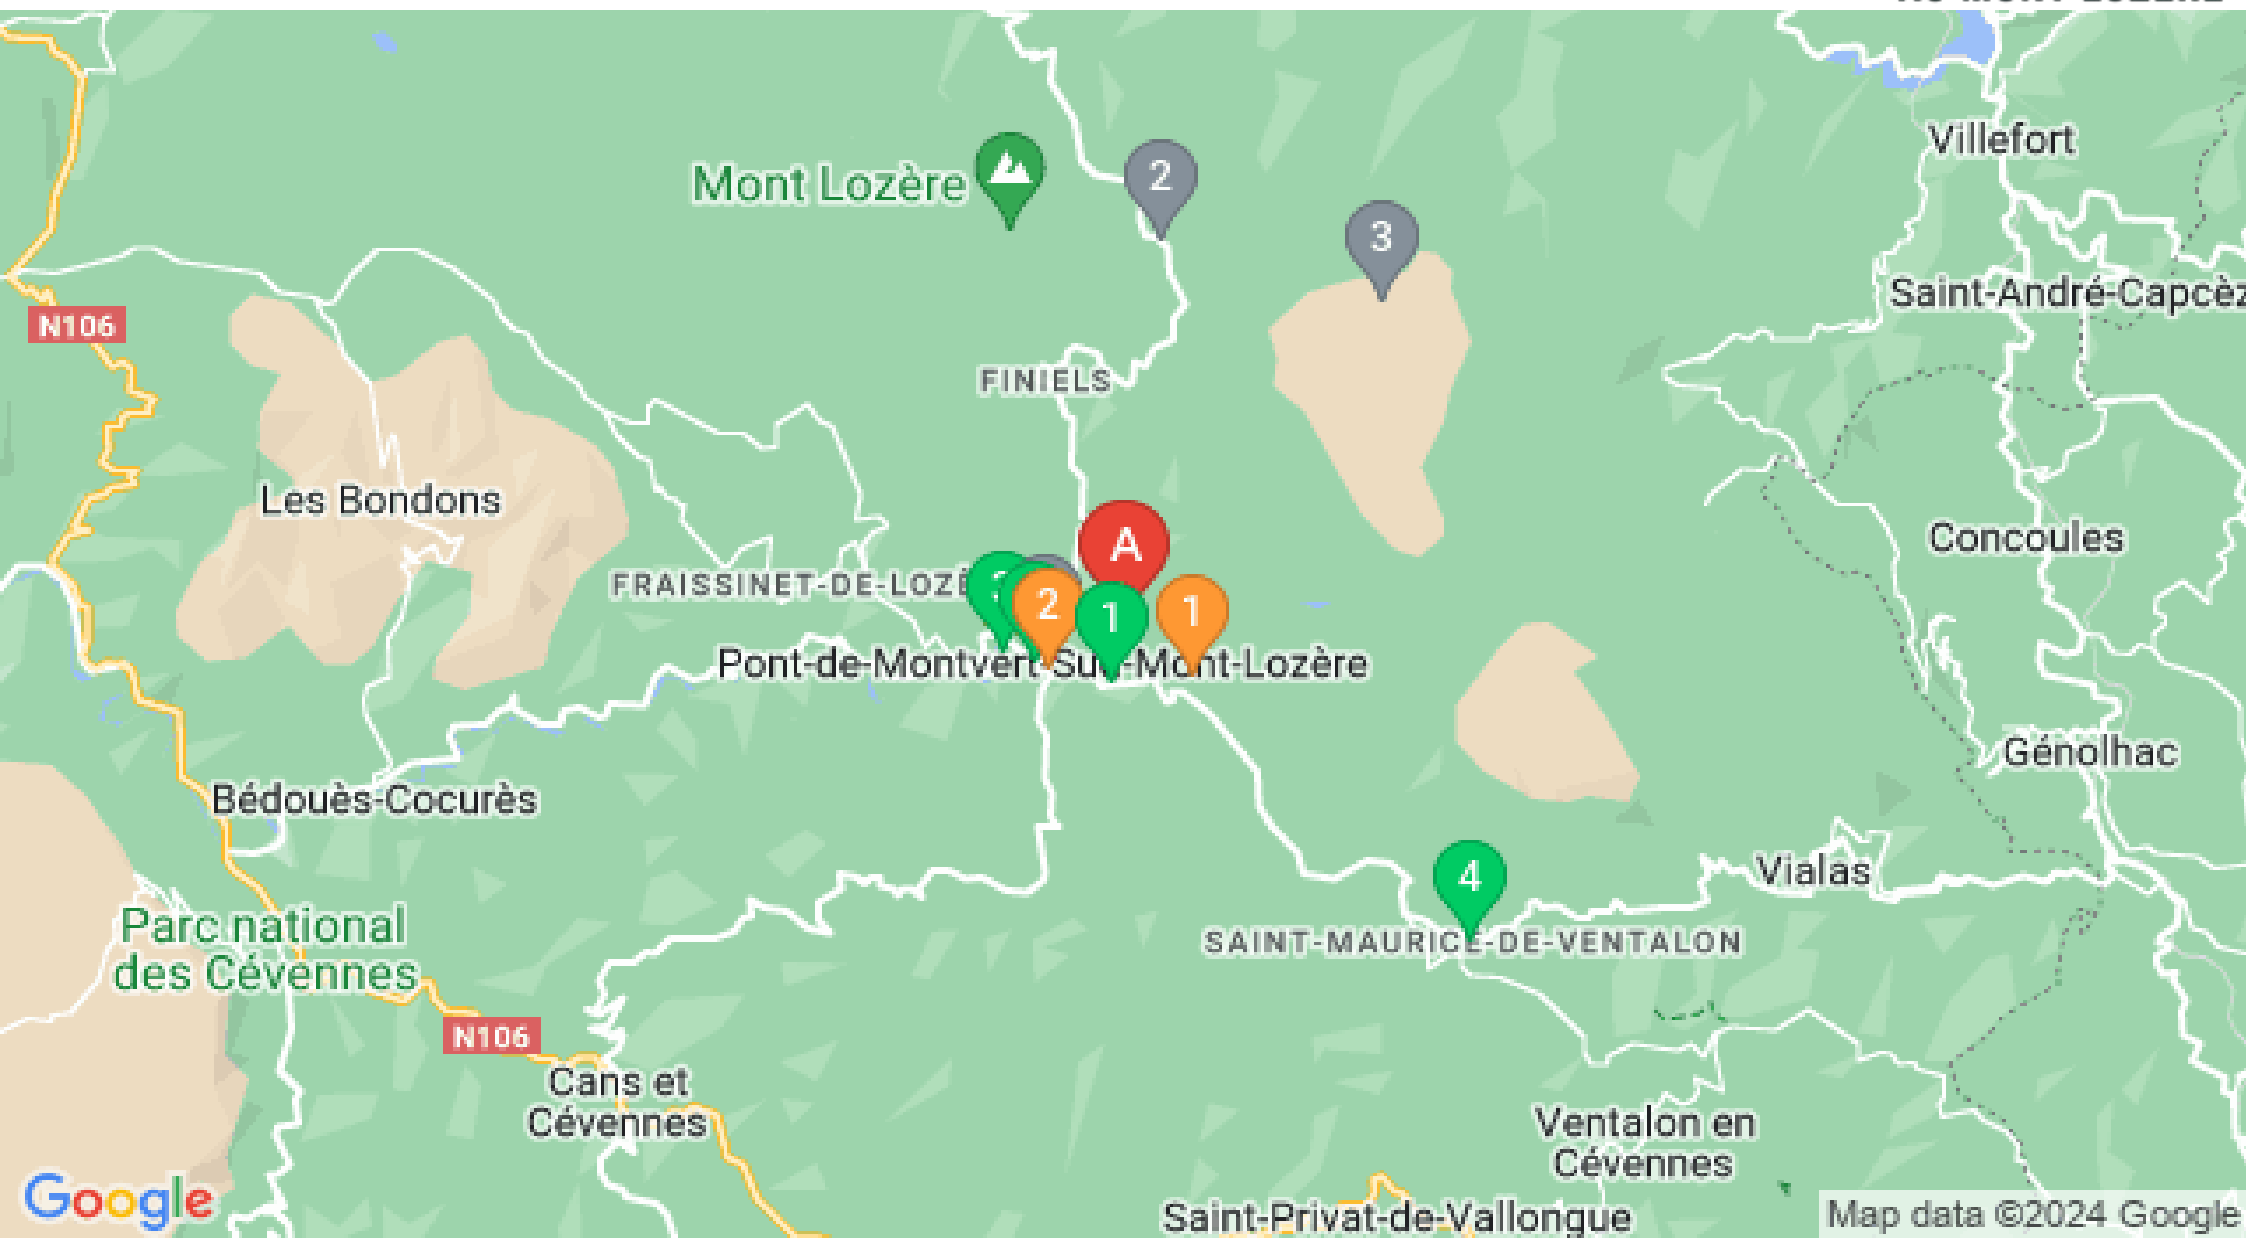 Villefort
2
Mont Lozère
3
Saint-André-Capcèz
N106
FINIELS
Les Bondons
Concoules
A
FRAISSINET-DE-LOZÈ
2
1
1
Pont-de-Montvert-Sud-Mont-Lozère
Génolhac
Bédouès-Cocurès
4
Vialas
Parc national
des Cévennes
SAINT-MAURICE-DE-VENTALON
N106
Cans et
Cévennes
Ventalon en
Cévennes
Google
Saint-Privat-de-Vallongue
Map data ©2024 Google